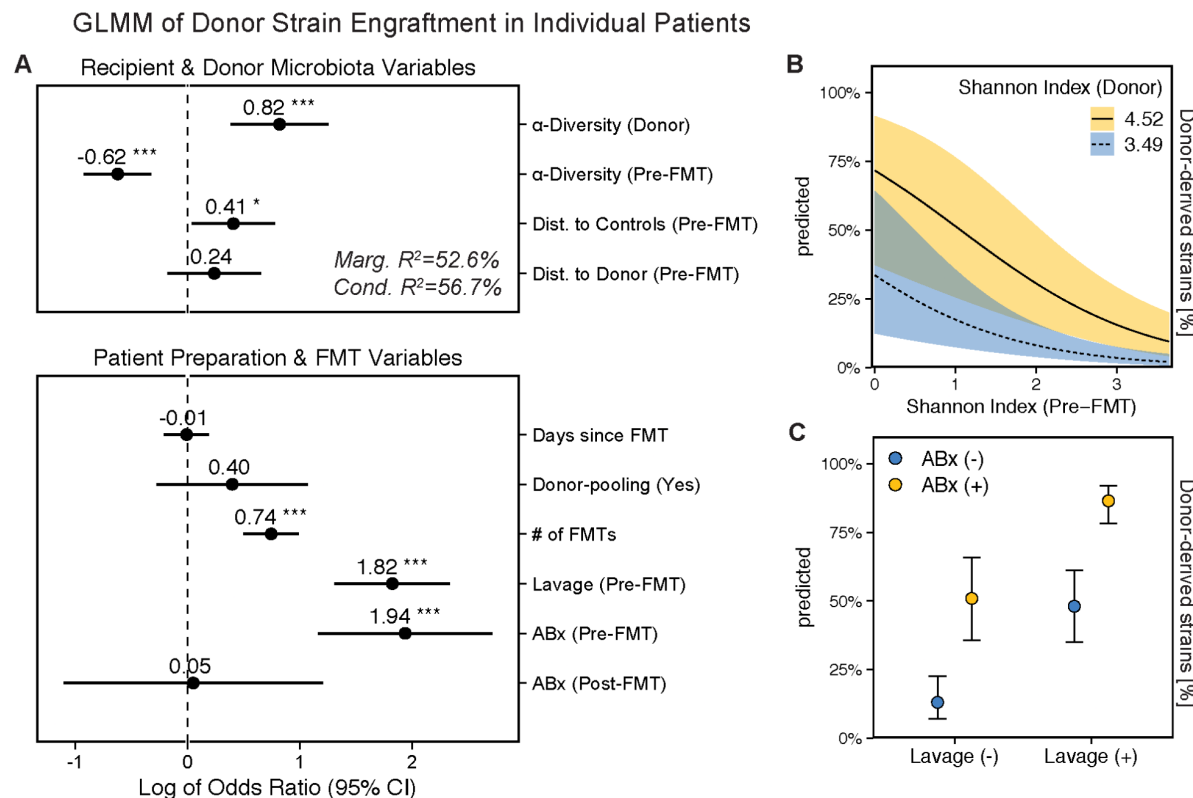 GLMM of Donor Strain Engraftment in Individual Patients
A
Recipient & Donor Microbiota Variables
0.82 ***
α-Diversity (Donor)
-0.62 ***
α-Diversity (Pre-FMT)
0.41 *
Dist. to Controls (Pre-FMT)
0.24
Dist. to Donor (Pre-FMT)
Marg. R²=52.6%
Cond. R²=56.7%
Patient Preparation & FMT Variables
-0.01
Days since FMT
0.40
Donor-pooling (Yes)
0.74 ***
# of FMTs
1.82 ***
Lavage (Pre-FMT)
1.94 ***
ABx (Pre-FMT)
0.05
ABx (Post-FMT)
-1 0 1 2
Log of Odds Ratio (95% CI)
B
Shannon Index (Donor)
4.52
3.49
100%
75%
50%
25%
0%
predicted
Donor-derived strains [%]
0 1 2 3
Shannon Index (Pre−FMT)
C
ABx (-)
ABx (+)
100%
75%
50%
25%
0%
predicted
Donor-derived strains [%]
Lavage (-) Lavage (+)